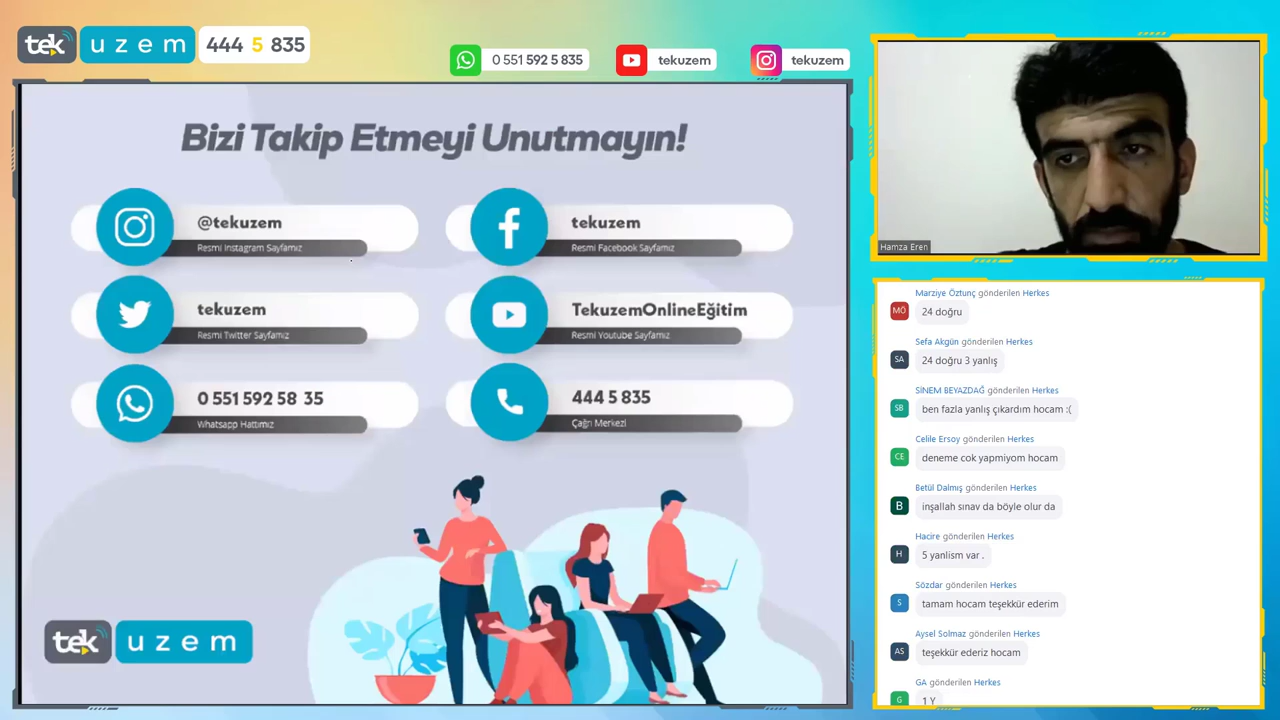 tek uzem 444 5 835
0 551 592 5 835
tekuzem
tekuzem
Bizi Takip Etmeyi Unutmayın!
@tekuzem
Resmi Instagram Sayfamız
tekuzem
Resmi Facebook Sayfamız
tekuzem
Resmi Twitter Sayfamız
TekuzemOnlineEğitim
Resmi Youtube Sayfamız
0 551 592 58 35
Whatsapp Hattımız
444 5 835
Çağrı Merkezi
tek uzem
Hamza Eren
Marziye Öztunç gönderilen Herkes
MÖ
24 doğru
Sefa Akgün gönderilen Herkes
SA
24 doğru 3 yanlış
SİNEM BEYAZDAĞ gönderilen Herkes
SB
ben fazla yanlış çıkardım hocam :(
Celile Ersoy gönderilen Herkes
CE
deneme cok yapmiyom hocam
Betül Dalmış gönderilen Herkes
B
inşallah sınav da böyle olur da
Hacire gönderilen Herkes
H
5 yanlism var .
Sözdar gönderilen Herkes
S
tamam hocam teşekkür ederim
Aysel Solmaz gönderilen Herkes
AS
teşekkür ederiz hocam
GA gönderilen Herkes
G
1 Y